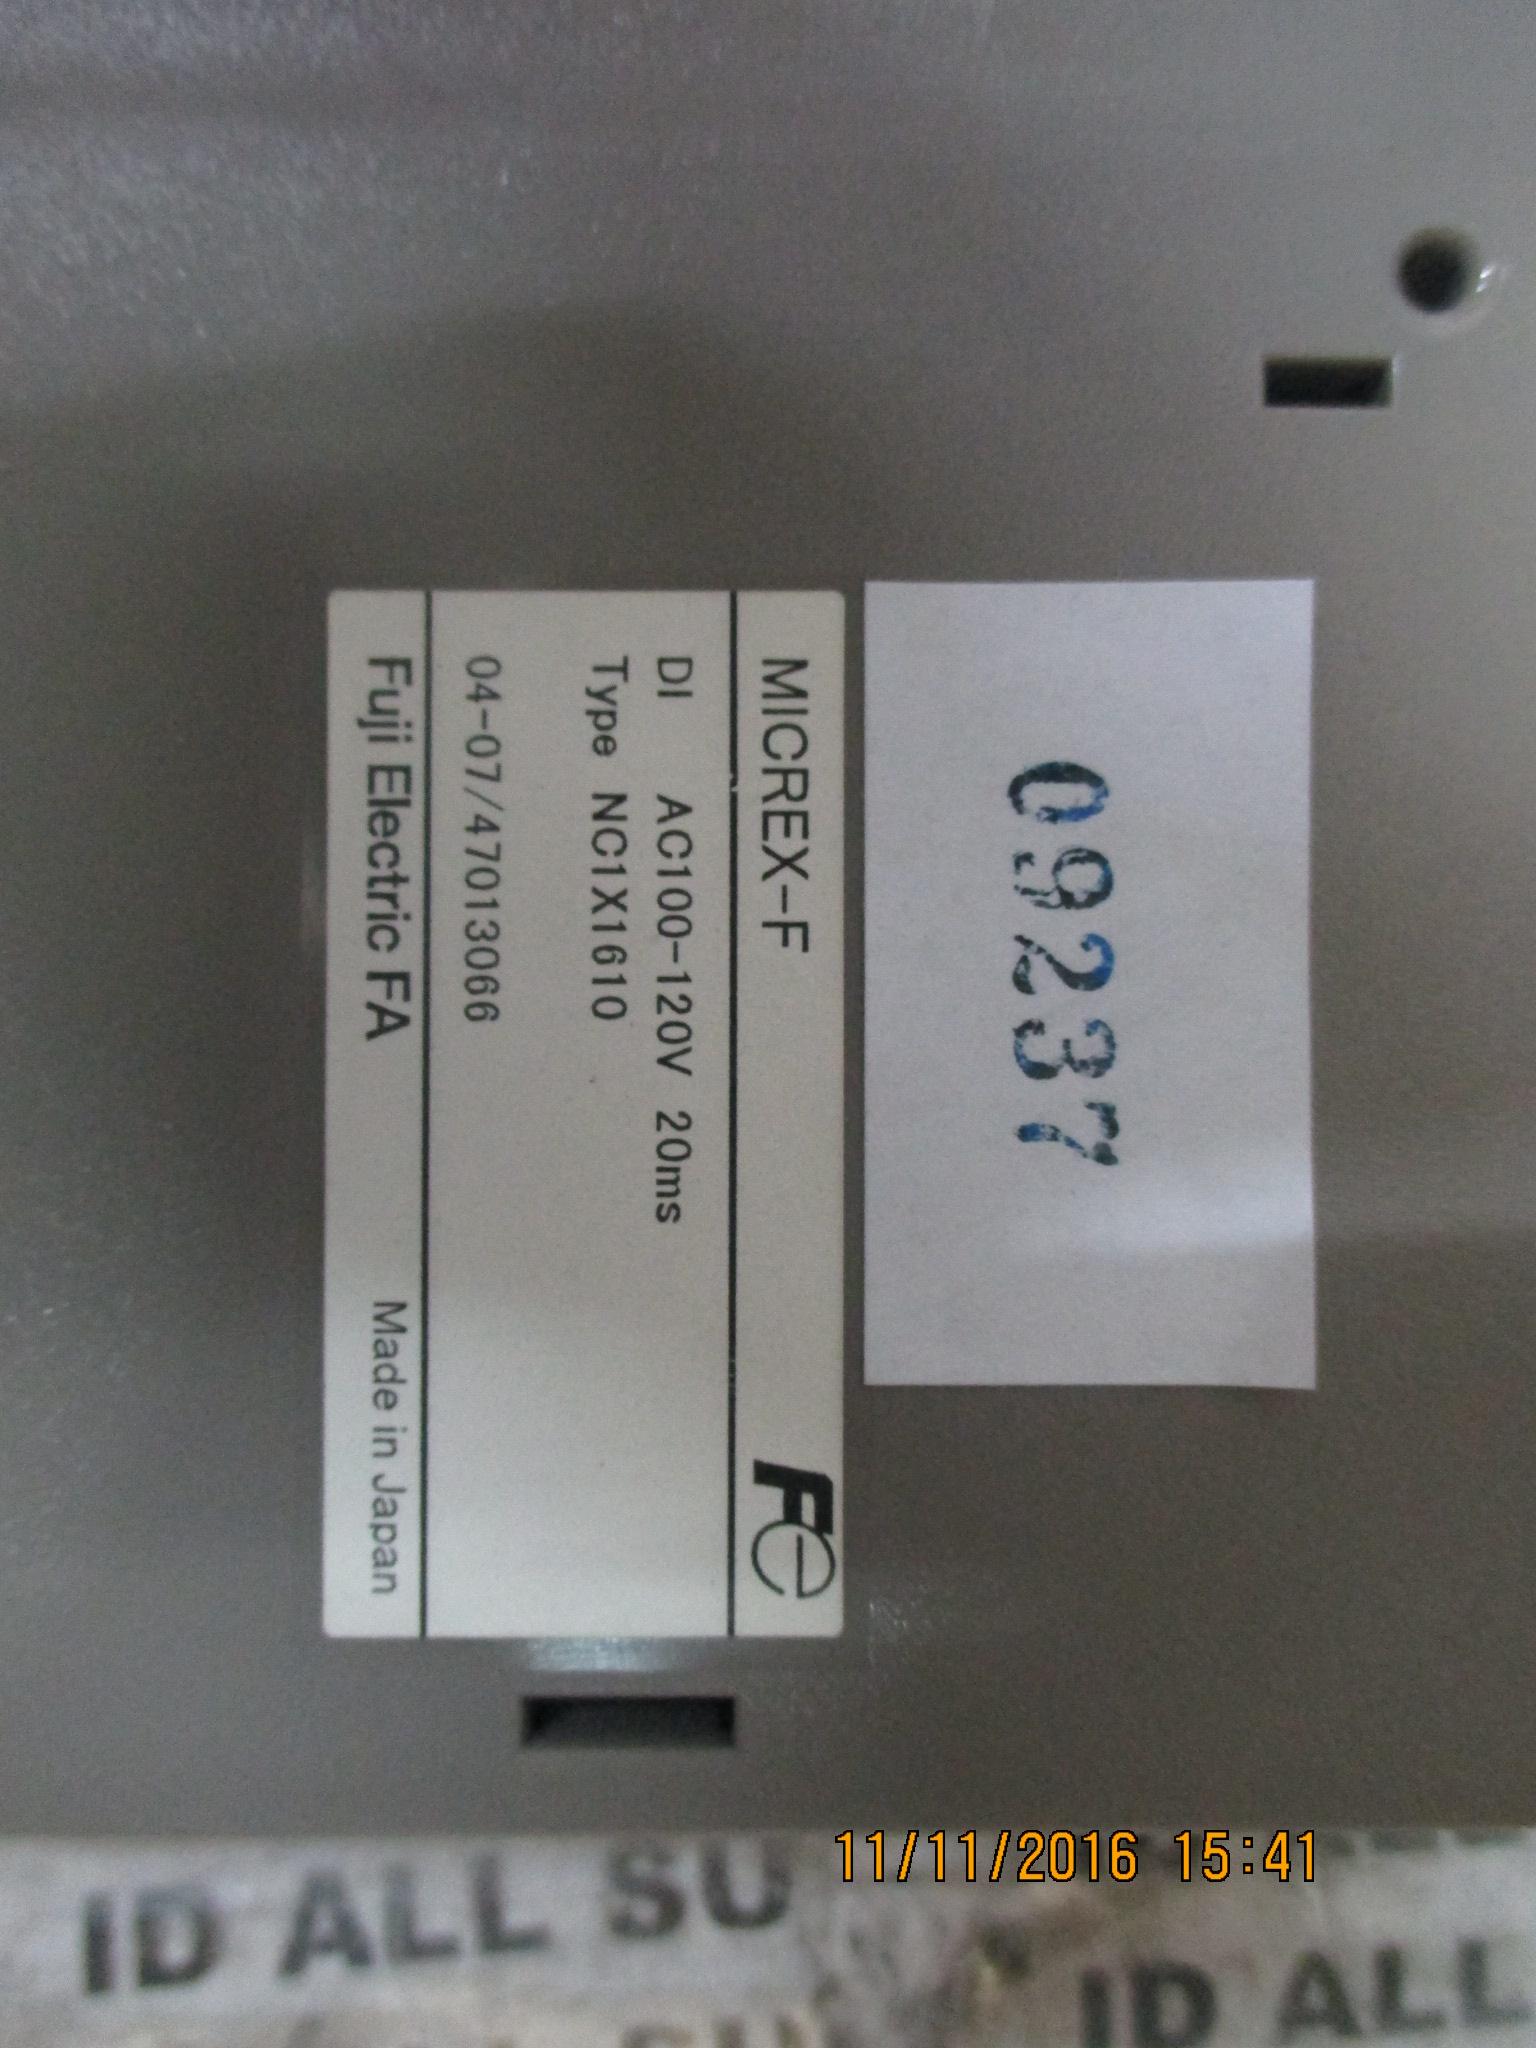 09237
MICREX-F
Fe
DI AC100-120V 20ms
Type NC1X1610
04-07/47013066
Fuji Electric FA Made in Japan
11/11/2016 15:41
ID ALL SU
ID ALL